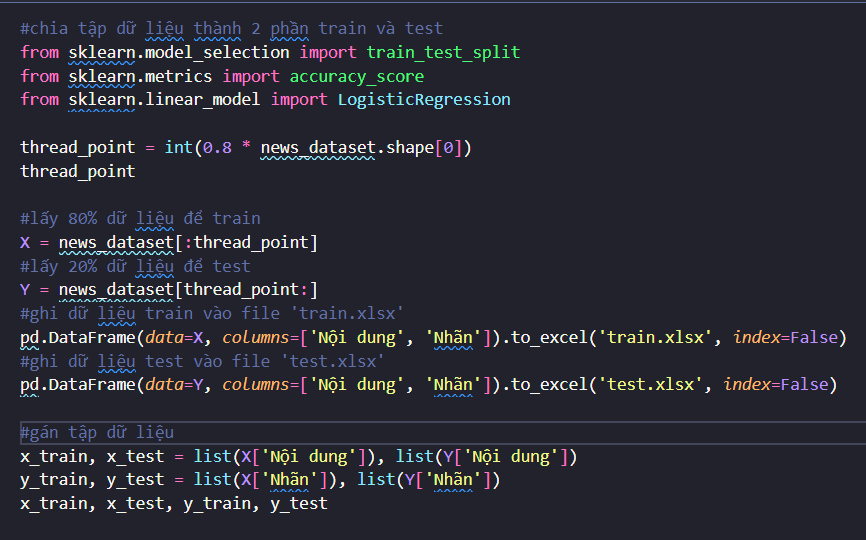 #chia tập dữ liệu thành 2 phần train và test
from sklearn.model_selection import train_test_split
from sklearn.metrics import accuracy_score
from sklearn.linear_model import LogisticRegression
thread_point = int(0.8 * news_dataset.shape[0])
thread_point
#lấy 80% dữ liệu để train
X = news_dataset[:thread_point]
#lấy 20% dữ liệu để test
Y = news_dataset[thread_point:]
#ghi dữ liệu train vào file 'train.xlsx'
pd.DataFrame(data=X, columns=['Nội dung', 'Nhãn']).to_excel('train.xlsx', index=False)
#ghi dữ liệu test vào file 'test.xlsx'
pd.DataFrame(data=Y, columns=['Nội dung', 'Nhãn']).to_excel('test.xlsx', index=False)
#gán tập dữ liệu
x_train, x_test = list(X['Nội dung']), list(Y['Nội dung'])
y_train, y_test = list(X['Nhãn']), list(Y['Nhãn'])
x_train, x_test, y_train, y_test